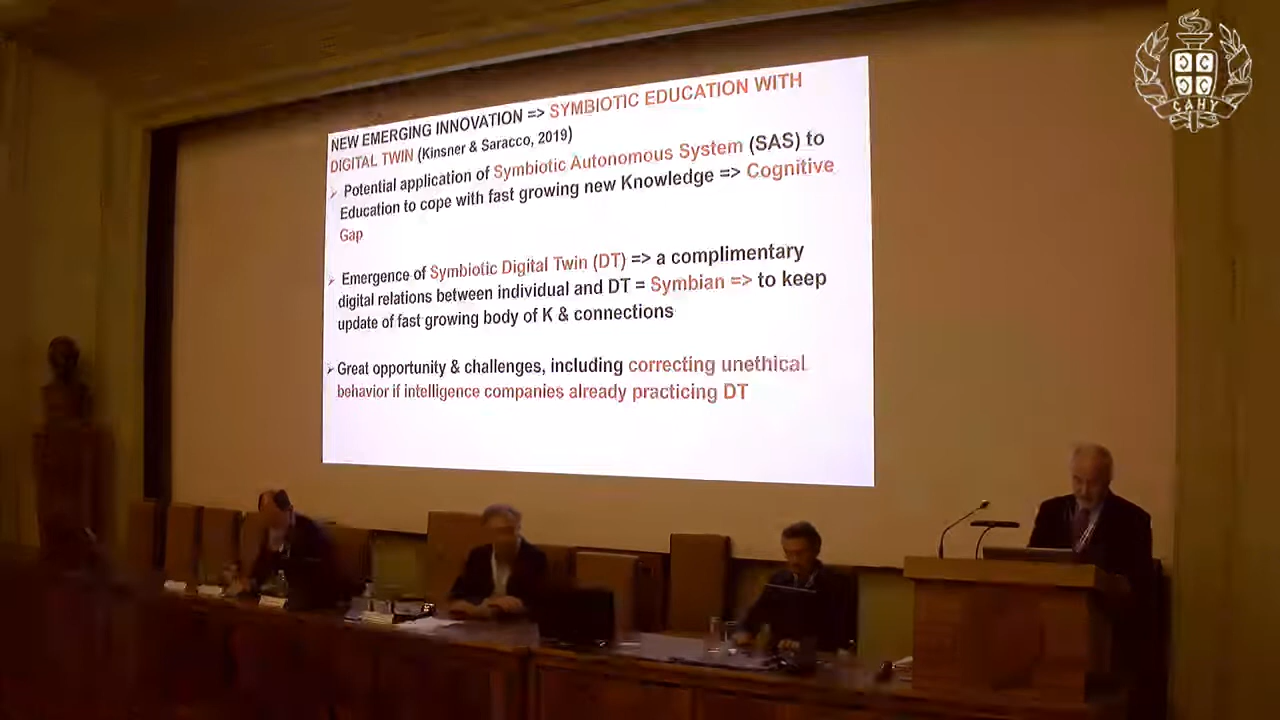 NEW EMERGING INNOVATION => SYMBIOTIC EDUCATION WITH
DIGITAL TWIN (Kinsner & Saracco, 2019)
➢ Potential application of Symbiotic Autonomous System (SAS) to
Education to cope with fast growing new Knowledge => Cognitive
Gap
➢ Emergence of Symbiotic Digital Twin (DT) => a complimentary
digital relations between individual and DT = Symbian => to keep
update of fast growing body of K & connections
➢ Great opportunity & challenges, including correcting unethical
behavior if intelligence companies already practicing DT
САНУ